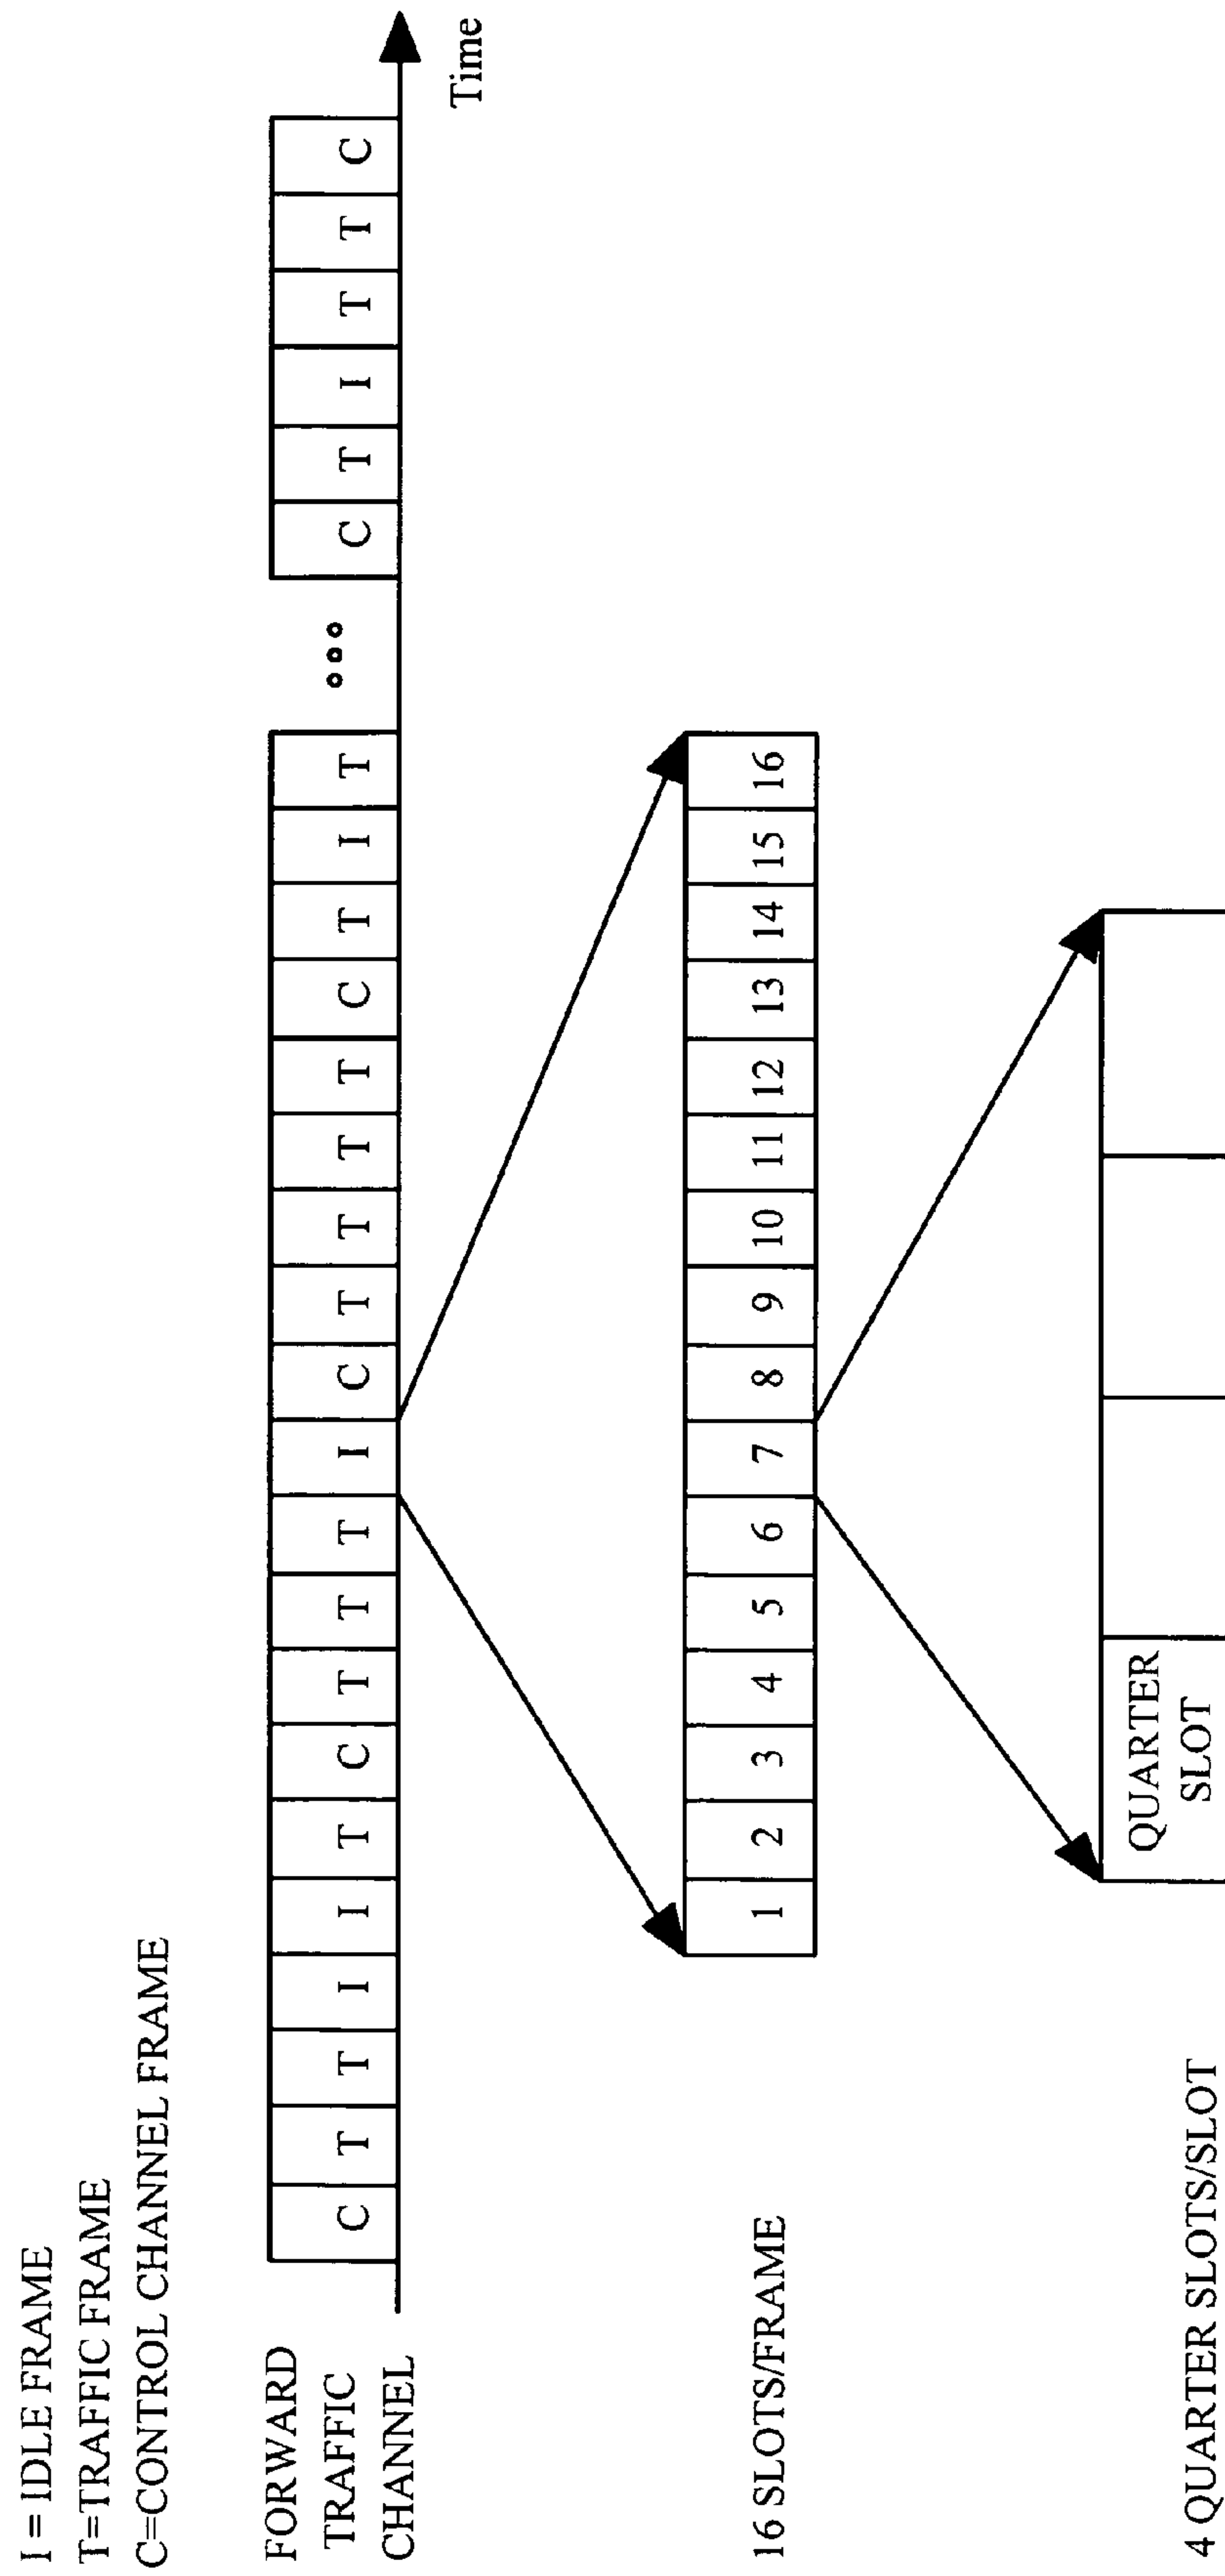 I = IDLE FRAME
T=TRAFFIC FRAME
C=CONTROL CHANNEL FRAME
FORWARD
TRAFFIC
CHANNEL
C T T I I T C T T T I C T T T T C T I T C T I T T C
Time
16 SLOTS/FRAME
1 2 3 4 5 6 7 8 9 10 11 12 13 14 15 16
4 QUARTER SLOTS/SLOT
QUARTER
SLOT